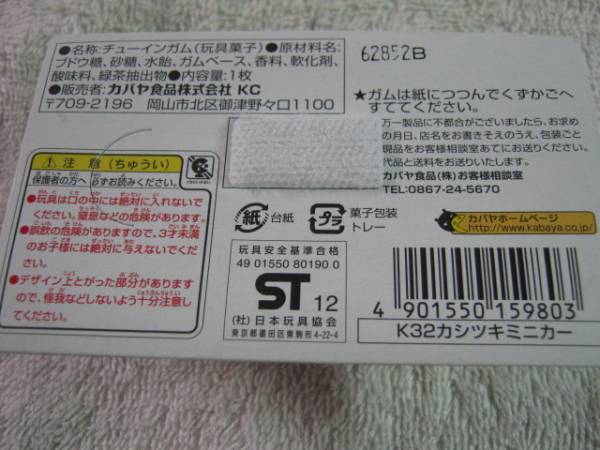 ●名称:チューインガム(玩具菓子)●原材料名:
ブドウ糖、砂糖、水飴、ガムベース、香料、軟化剤、
酸味料、緑茶抽出物●内容量:1枚
●販売者:カバヤ食品株式会社 KC
〒709-2196 岡山市北区御津野々口1100
62852B
★ガムは紙につつんでくずかごへ
すててください。
万一製品に不都合がございましたら、お求め
の月日、店名をお書きそえのうえ、包装ごと
現品をお客様相談室あてにお送りください。
代品と送料をお送りいたします。
カバヤ食品(株)お客様相談室
TEL:0867-24-5670
カバヤホームページ
http://www.kabaya.co.jp/
注意(ちゅうい)
保護者の方へ 必ずお読みください。
●玩具は口の中には絶対に入れないで
ください。窒息などの危険があります。
●誤飲の危険がありますので、3才未満
のお子様には絶対に与えないでくだ
さい。
●デザイン上とがった部分があります
ので、怪我などしないよう十分注意し
てください。
紙 台紙
プラ 菓子包装
トレー
玩具安全基準合格
49 01550 80190 0
ST 12
(社)日本玩具協会
東京都墨田区東駒形4-22-4
4 901550 159803
K32カシツキミニカー